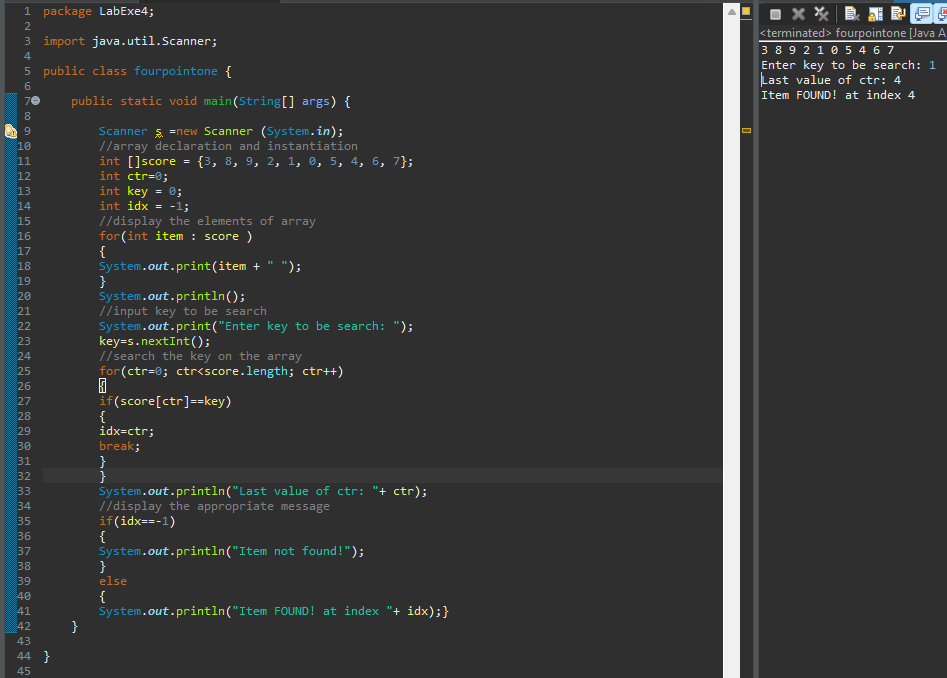 1 package LabExe4;
2
3 import java.util.Scanner;
4
5 public class fourpointone {
6
7 public static void main(String[] args) {
8
9 Scanner s =new Scanner (System.in);
10 //array declaration and instantiation
11 int []score = {3, 8, 9, 2, 1, 0, 5, 4, 6, 7};
12 int ctr=0;
13 int key = 0;
14 int idx = -1;
15 //display the elements of array
16 for(int item : score )
17 {
18 System.out.print(item + " ");
19 }
20 System.out.println();
21 //input key to be search
22 System.out.print("Enter key to be search: ");
23 key=s.nextInt();
24 //search the key on the array
25 for(ctr=0; ctr<score.length; ctr++)
26 {
27 if(score[ctr]==key)
28 {
29 idx=ctr;
30 break;
31 }
32 }
33 System.out.println("Last value of ctr: "+ ctr);
34 //display the appropriate message
35 if(idx==-1)
36 {
37 System.out.println("Item not found!");
38 }
39 else
40 {
41 System.out.println("Item FOUND! at index "+ idx);}
42 }
43
44 }
45
<terminated> fourpointone [Java A
3 8 9 2 1 0 5 4 6 7
Enter key to be search: 1
Last value of ctr: 4
Item FOUND! at index 4